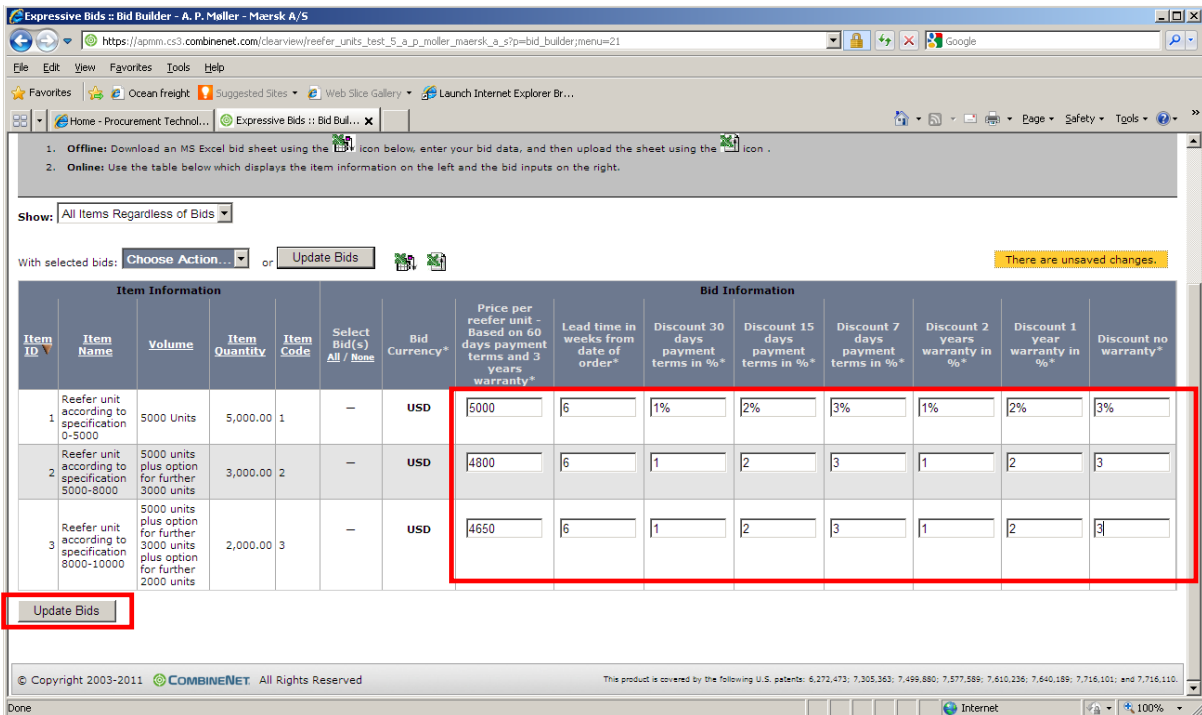 Expressive Bids :: Bid Builder - A. P. Møller - Mærsk A/S
https://apmm.cs3.combinenet.com/clearview/reefer_units_test_5_a_p_moller_maersk_a_s?p=bid_builder;menu=21
Google
File Edit View Favorites Tools Help
Favorites Ocean freight Suggested Sites Web Slice Gallery Launch Internet Explorer Br...
Home - Procurement Technol... Expressive Bids :: Bid Buil... x Page Safety Tools »
1. Offline: Download an MS Excel bid sheet using the icon below, enter your bid data, and then upload the sheet using the icon .
2. Online: Use the table below which displays the item information on the left and the bid inputs on the right.
Show: All Items Regardless of Bids
With selected bids: Choose Action... or Update Bids There are unsaved changes.
Item Information Bid Information
Item ID
Item Name
Volume
Item Quantity
Item Code
Select Bid(s) All / None
Bid Currency*
Price per reefer unit - Based on 60 days payment terms and 3 years warranty*
Lead time in weeks from date of order*
Discount 30 days payment terms in %*
Discount 15 days payment terms in %*
Discount 7 days payment terms in %*
Discount 2 years warranty in %*
Discount 1 year warranty in %*
Discount no warranty*
1 Reefer unit according to specification 0-5000 5000 Units 5,000.00 1 — USD 5000 6 1% 2% 3% 1% 2% 3%
2 Reefer unit according to specification 5000-8000 5000 units plus option for further 3000 units 3,000.00 2 — USD 4800 6 1 2 3 1 2 3
3 Reefer unit according to specification 8000-10000 5000 units plus option for further 3000 units plus option for further 2000 units 2,000.00 3 — USD 4650 6 1 2 3 1 2 3
Update Bids
© Copyright 2003-2011 COMBINENET. All Rights Reserved This product is covered by the following U.S. patents: 6,272,473; 7,305,363; 7,499,880; 7,577,589; 7,610,236; 7,640,189; 7,716,101; and 7,716,110.
Done Internet 100%